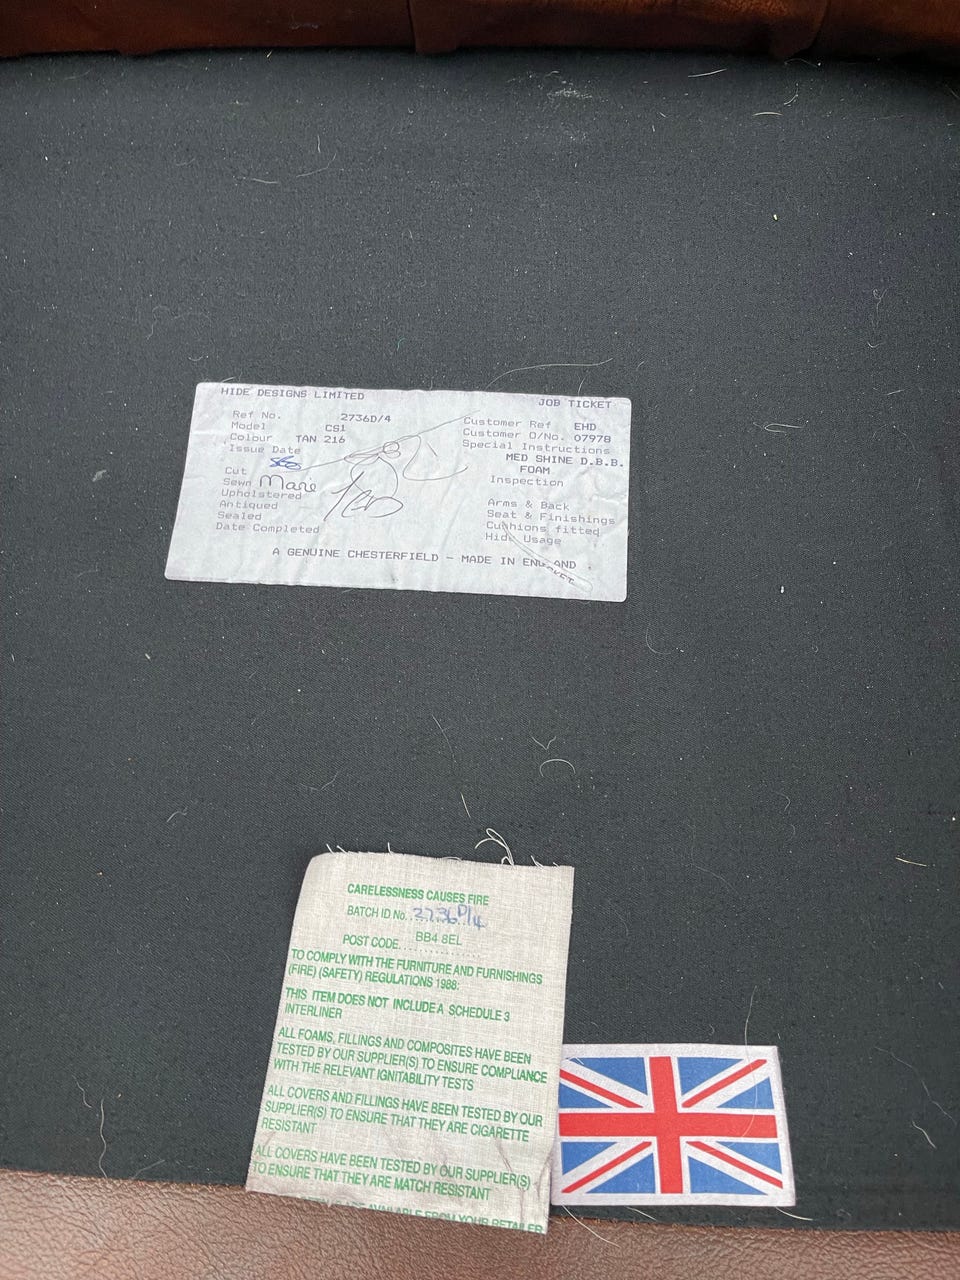 HIDE DESIGNS LIMITED JOB TICKET
Ref No. 2736D/4 Customer Ref EHD
Model CS1 Customer O/No. 07978
Colour TAN 216 Special Instructions
Issue Date MED SHINE D.B.B.
FOAM
Cut Inspection
Sewn Marie
Upholstered Arms & Back
Antiqued Seat & Finishings
Sealed Cushions fitted
Date Completed Hide Usage
A GENUINE CHESTERFIELD - MADE IN ENGLAND
CARELESSNESS CAUSES FIRE
BATCH ID No. 2736D/4
POST CODE. BB4 8EL
TO COMPLY WITH THE FURNITURE AND FURNISHINGS
(FIRE) (SAFETY) REGULATIONS 1988:
THIS ITEM DOES NOT INCLUDE A SCHEDULE 3
INTERLINER
ALL FOAMS, FILLINGS AND COMPOSITES HAVE BEEN
TESTED BY OUR SUPPLIER(S) TO ENSURE COMPLIANCE
WITH THE RELEVANT IGNITABILITY TESTS
ALL COVERS AND FILLINGS HAVE BEEN TESTED BY OUR
SUPPLIER(S) TO ENSURE THAT THEY ARE CIGARETTE
RESISTANT
ALL COVERS HAVE BEEN TESTED BY OUR SUPPLIER(S)
TO ENSURE THAT THEY ARE MATCH RESISTANT
AVAILABLE FROM YOUR RETAILER